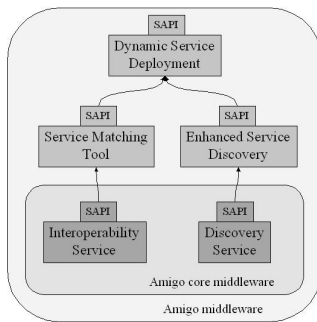 SAPI
Dynamic Service
Deployment
SAPI
Service Matching
Tool
SAPI
Enhanced Service
Discovery
SAPI
Interoperability
Service
SAPI
Discovery
Service
Amigo core middleware
Amigo middleware